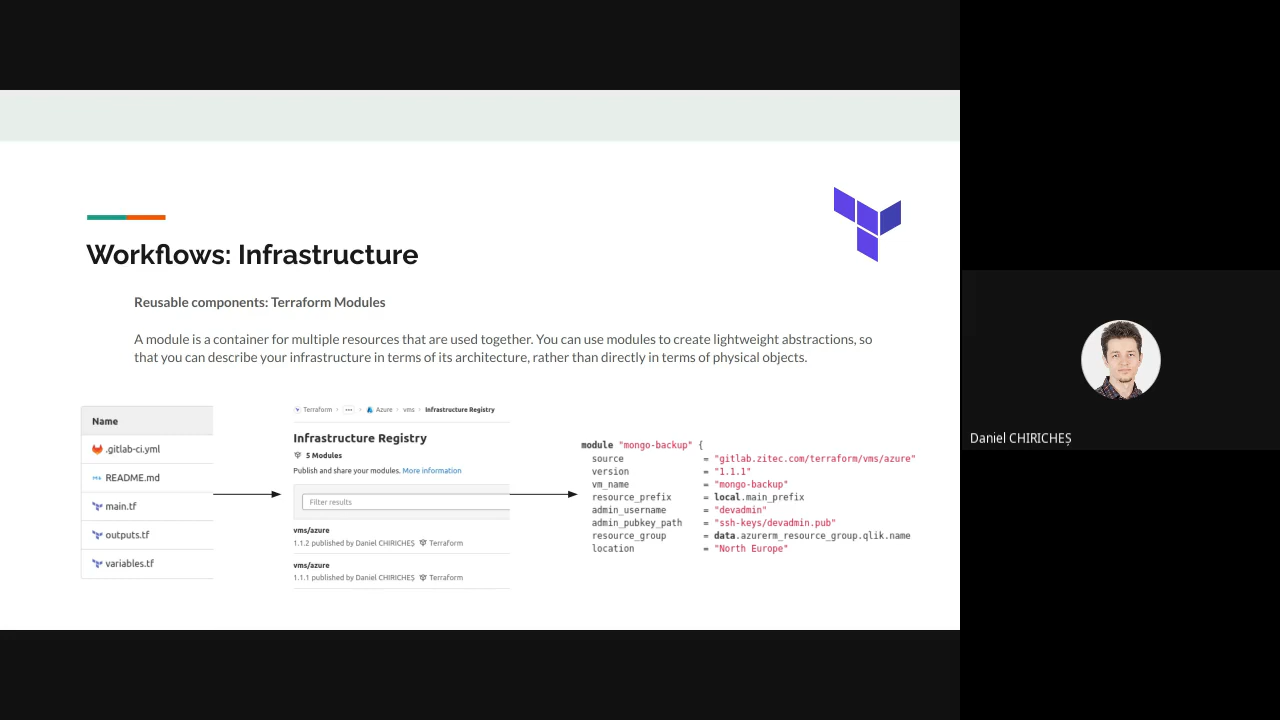 Workflows: Infrastructure
Reusable components: Terraform Modules
A module is a container for multiple resources that are used together. You can use modules to create lightweight abstractions, so
that you can describe your infrastructure in terms of its architecture, rather than directly in terms of physical objects.
Name
.gitlab-ci.yml
README.md
main.tf
outputs.tf
variables.tf
Terraform › ··· › Azure › vms › Infrastructure Registry
Infrastructure Registry
5 Modules
Publish and share your modules. More information
Filter results
vms/azure
1.1.2 published by Daniel CHIRICHEȘ Terraform
vms/azure
1.1.1 published by Daniel CHIRICHEȘ Terraform
module "mongo-backup" {
source = "gitlab.zitec.com/terraform/vms/azure"
version = "1.1.1"
vm_name = "mongo-backup"
resource_prefix = local.main_prefix
admin_username = "devadmin"
admin_pubkey_path = "ssh-keys/devadmin.pub"
resource_group = data.azurerm_resource_group.qlik.name
location = "North Europe"
Daniel CHIRICHEȘ